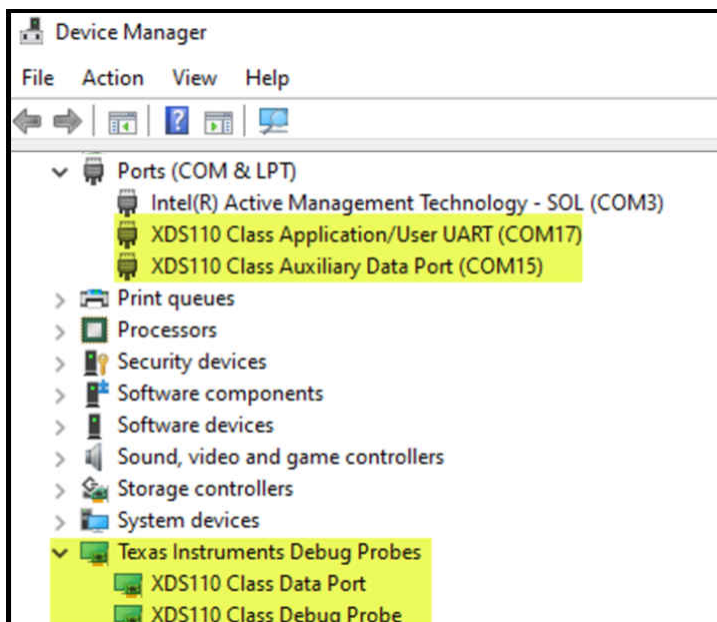 Device Manager
File Action View Help
Ports (COM & LPT)
Intel(R) Active Management Technology - SOL (COM3)
XDS110 Class Application/User UART (COM17)
XDS110 Class Auxiliary Data Port (COM15)
Print queues
Processors
Security devices
Software components
Software devices
Sound, video and game controllers
Storage controllers
System devices
Texas Instruments Debug Probes
XDS110 Class Data Port
XDS110 Class Debug Probe